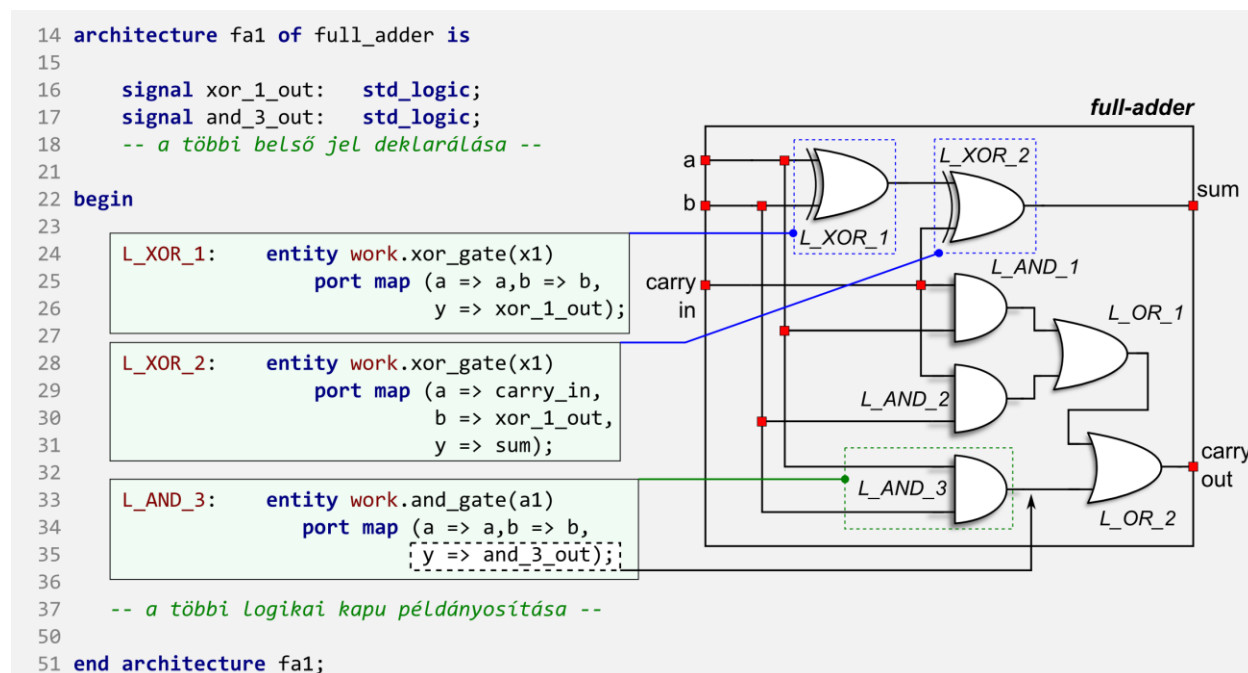 14 architecture fa1 of full_adder is
15
16 signal xor_1_out: std_logic;
17 signal and_3_out: std_logic;
18 -- a többi belső jel deklarálása --
21
22 begin
23
24 L_XOR_1: entity work.xor_gate(x1)
25 port map (a => a,b => b,
26 y => xor_1_out);
27
28 L_XOR_2: entity work.xor_gate(x1)
29 port map (a => carry_in,
30 b => xor_1_out,
31 y => sum);
32
33 L_AND_3: entity work.and_gate(a1)
34 port map (a => a,b => b,
35 y => and_3_out);
36
37 -- a többi logikai kapu példányosítása --
50
51 end architecture fa1;
full-adder
a
b
carry
in
L_XOR_1
L_XOR_2
sum
L_AND_1
L_OR_1
L_AND_2
L_AND_3
L_OR_2
carry
out